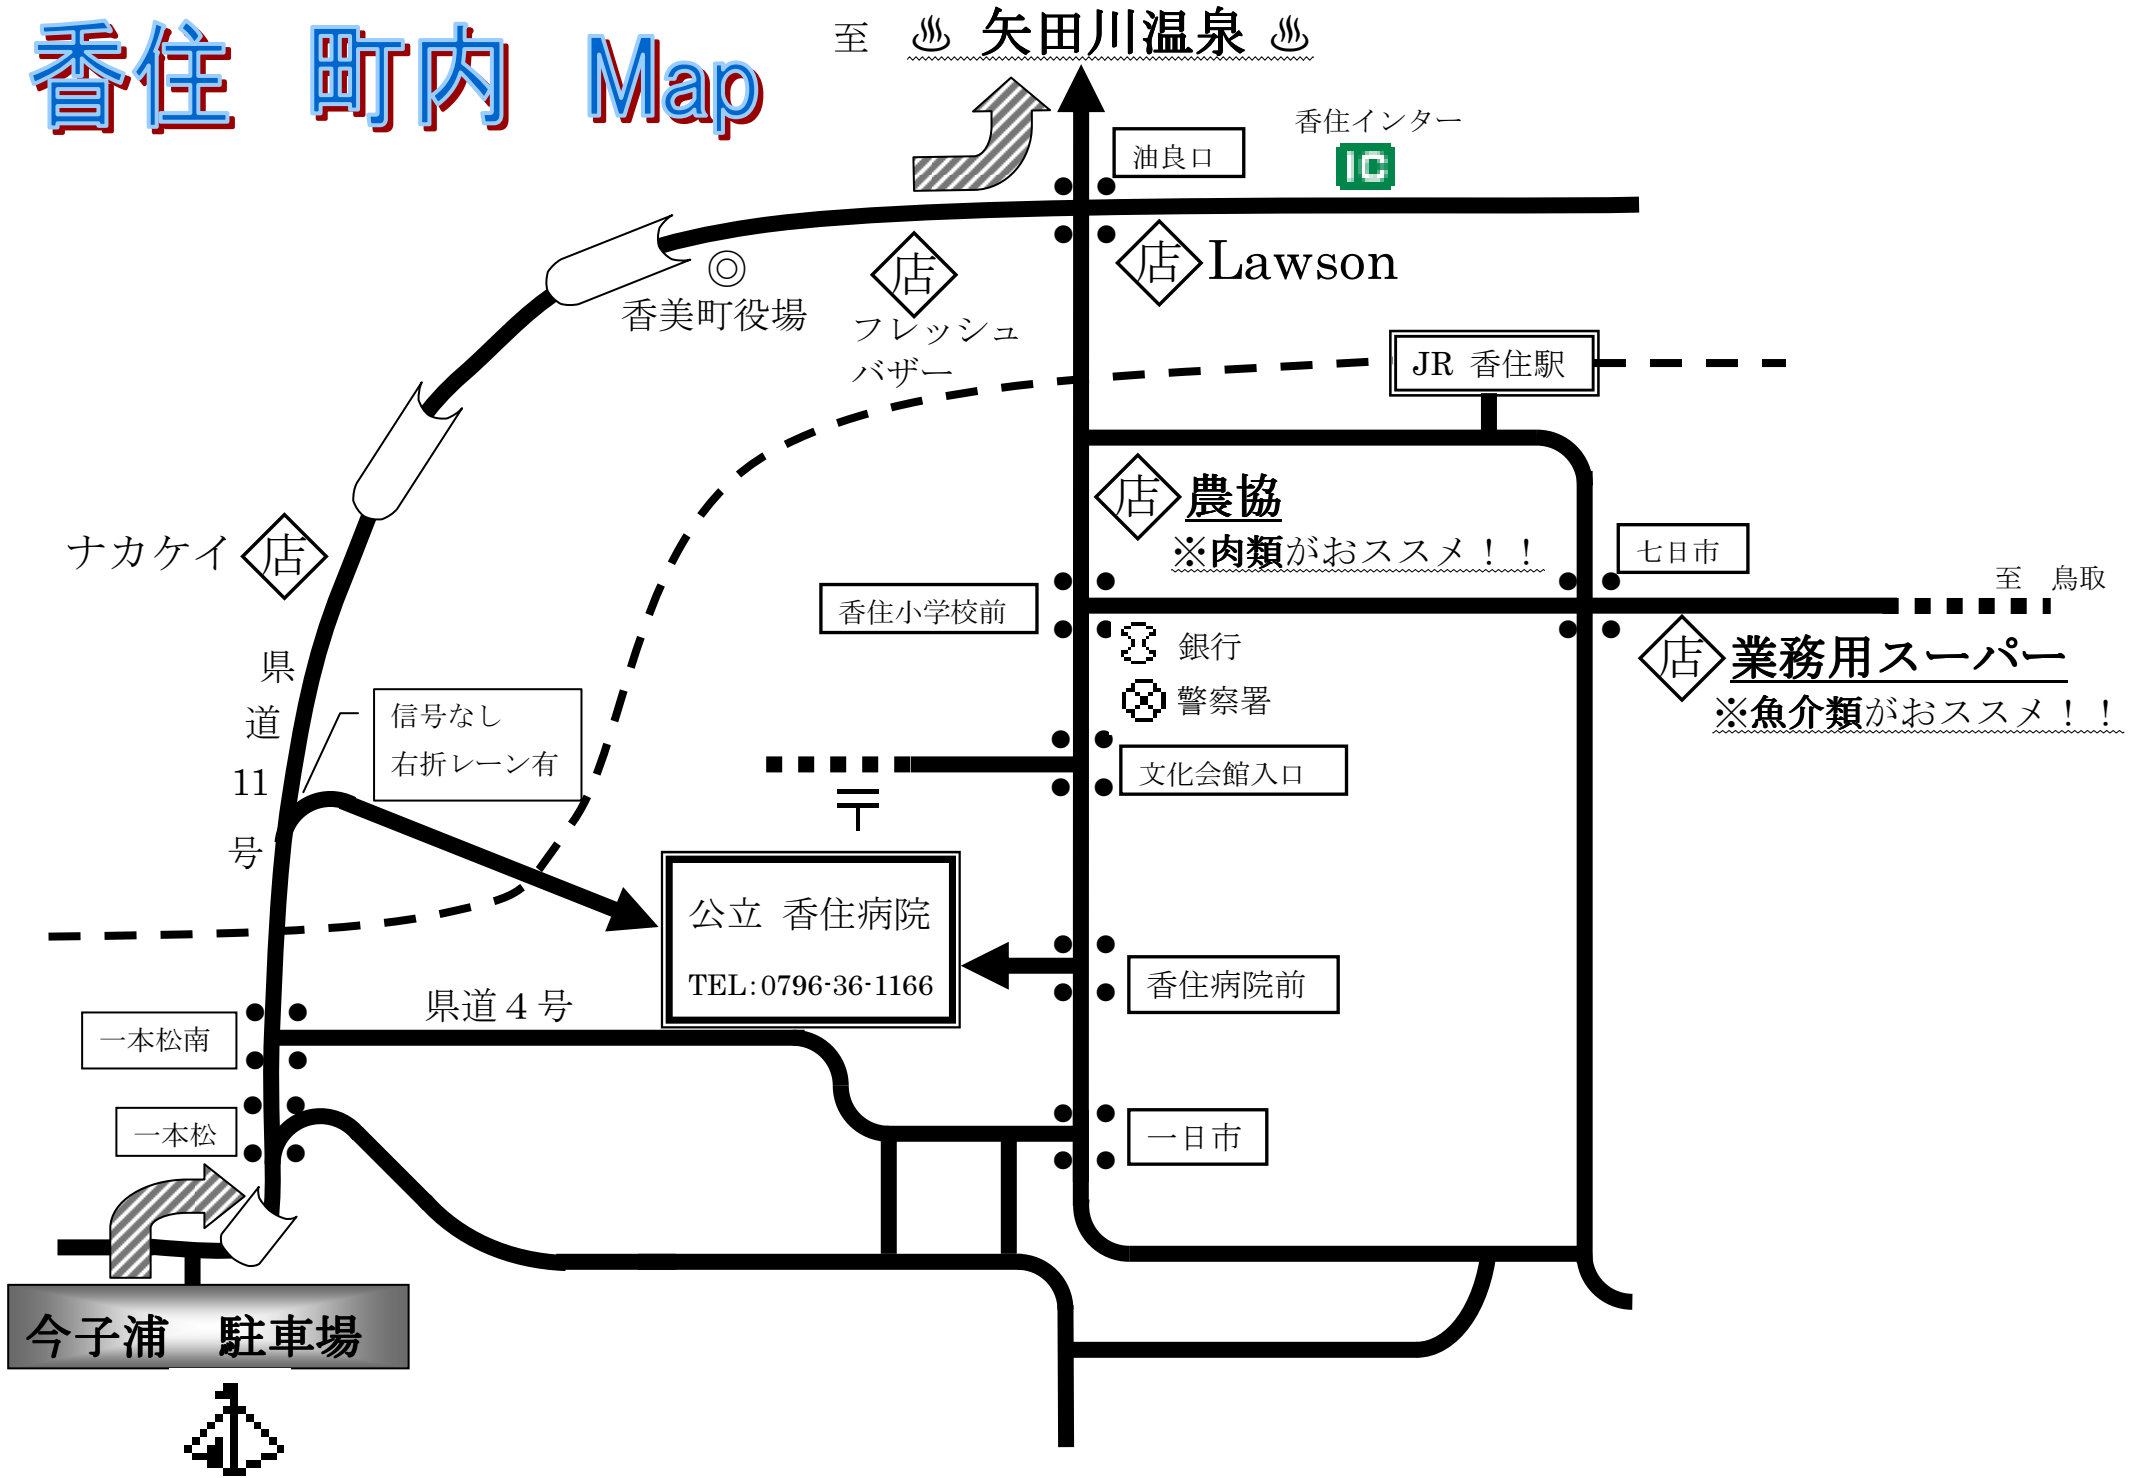 香住　町内　Map
至　♨ 矢田川温泉 ♨
香住インター
IC
油良口
店 Lawson
香美町役場
店
フレッシュ
バザー
JR 香住駅
店 農協
※肉類がおススメ！！
ナカケイ 店
七日市
至　鳥取
香住小学校前
銀行
警察署
店 業務用スーパー
※魚介類がおススメ！！
県
道
11
号
信号なし
右折レーン有
文化会館入口
〒
公立 香住病院
TEL:0796-36-1166
香住病院前
県道４号
一本松南
一本松
一日市
今子浦　駐車場